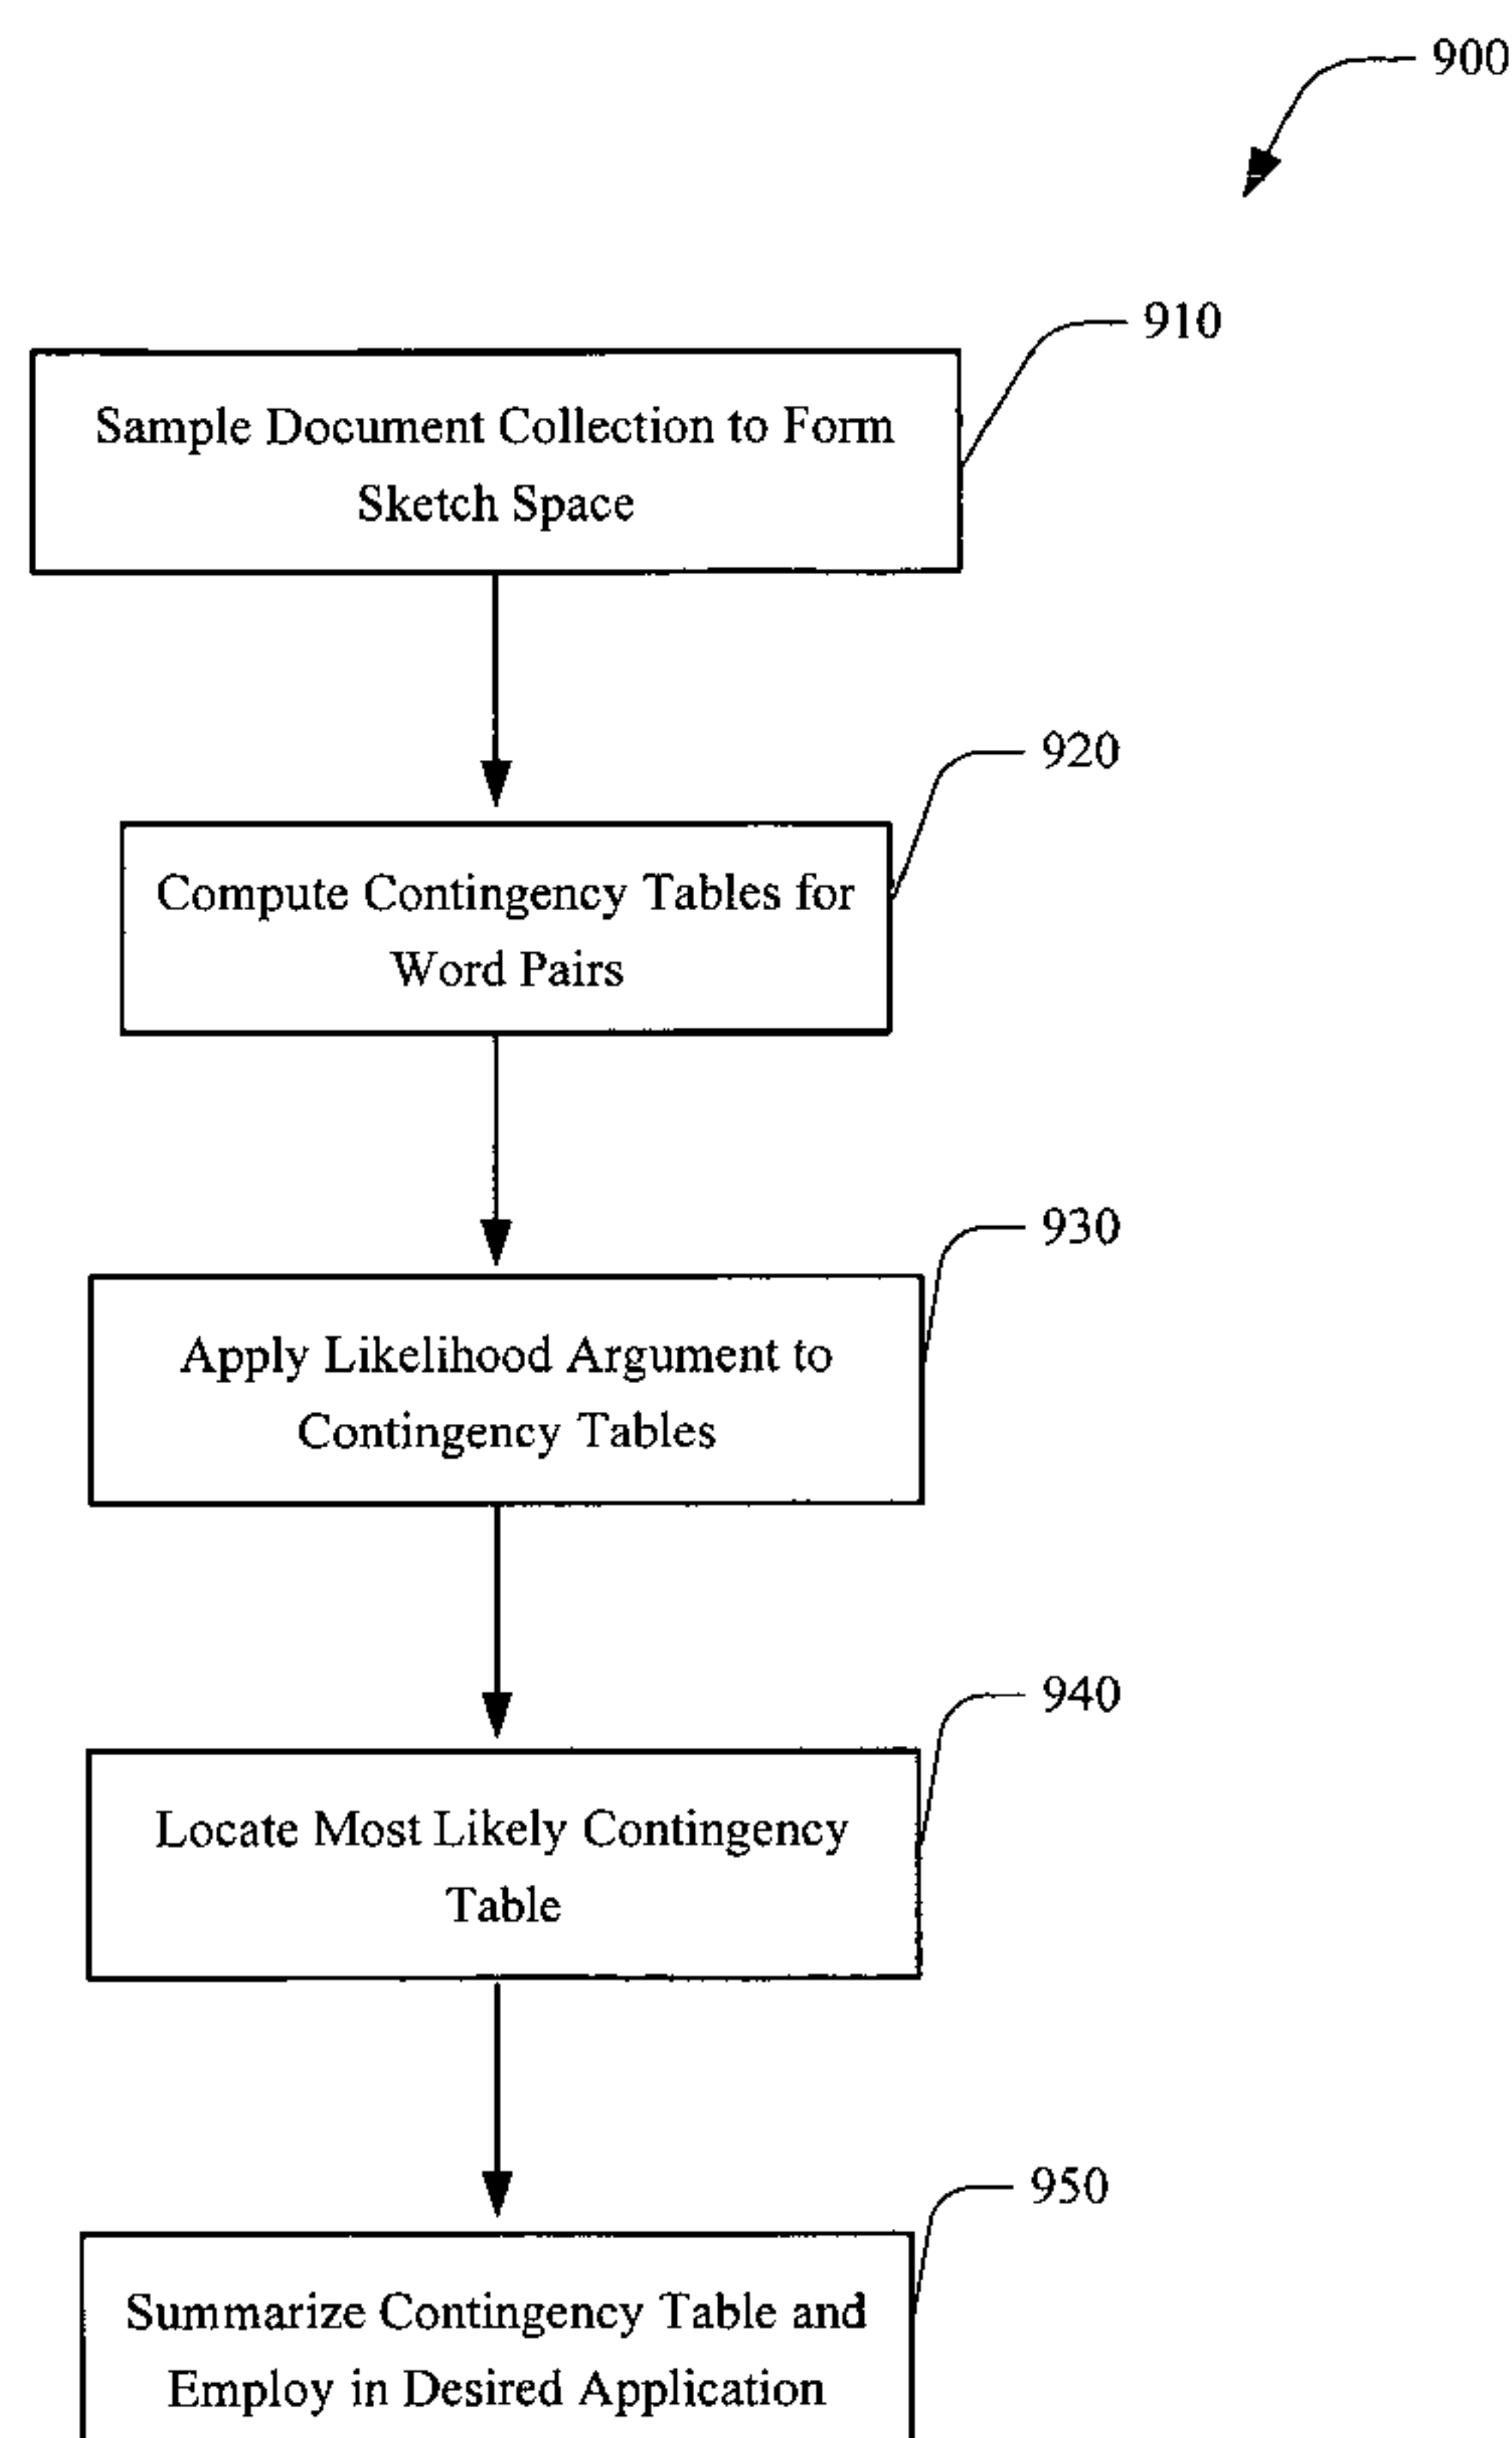 900
910
Sample Document Collection to Form
Sketch Space
920
Compute Contingency Tables for
Word Pairs
930
Apply Likelihood Argument to
Contingency Tables
940
Locate Most Likely Contingency
Table
950
Summarize Contingency Table and
Employ in Desired Application